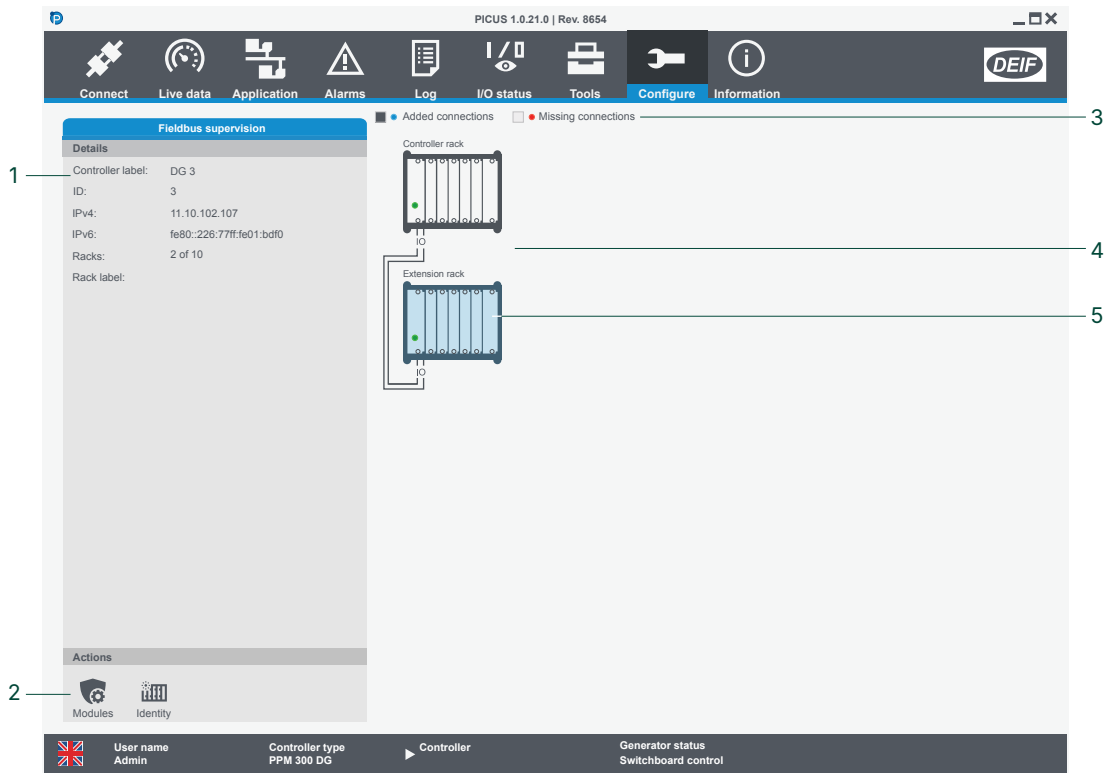 PICUS 1.0.21.0 | Rev. 8654
Connect Live data Application Alarms Log I/O status Tools Configure Information
DEIF
Fieldbus supervision
Added connections Missing connections
3
Details
Controller rack
1
Controller label: DG 3
ID: 3
IPv4: 11.10.102.107
IPv6: fe80::226:77ff:fe01:bdf0
IO
4
Racks: 2 of 10
Rack label:
Extension rack
5
IO
Actions
2
Modules Identity
User name Controller type Controller Generator status
Admin PPM 300 DG Switchboard control